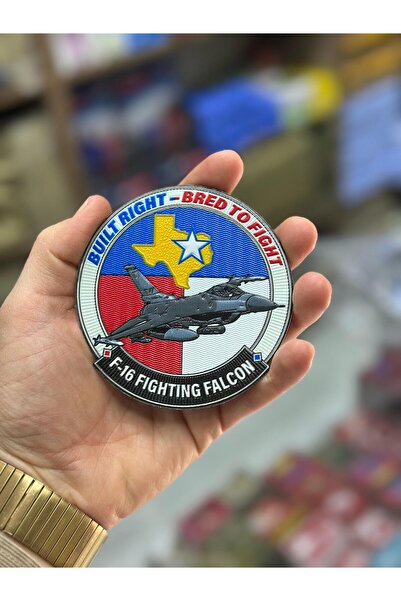 BUILT RIGHT – BRED TO FIGHT
F-16 FIGHTING FALCON